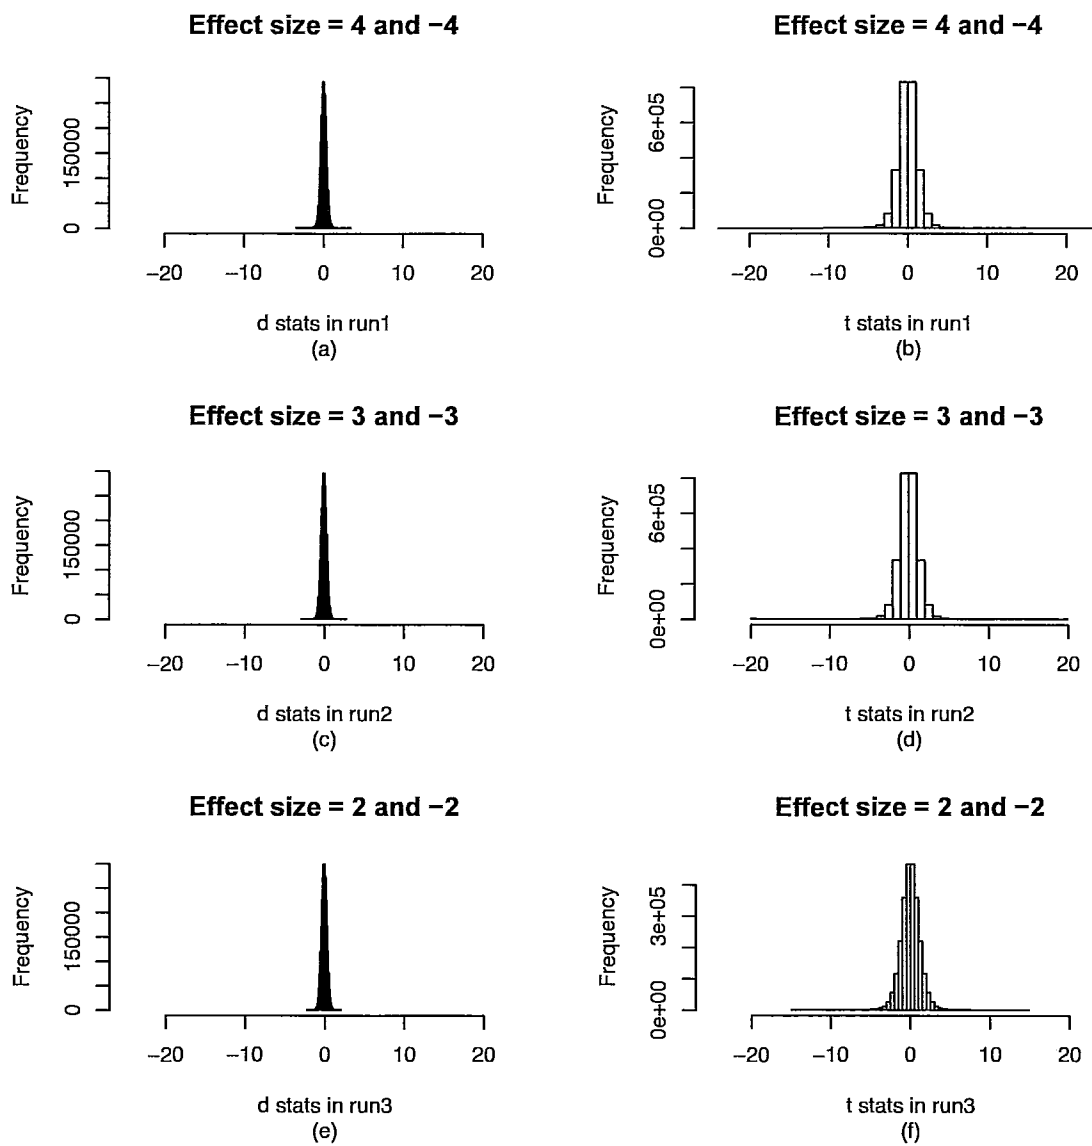 Effect size = 4 and −4
Frequency
150000
0
−20 −10 0 10 20
d stats in run1
(a)
Effect size = 4 and −4
Frequency
6e+05
0e+00
−20 −10 0 10 20
t stats in run1
(b)
Effect size = 3 and −3
Frequency
150000
0
−20 −10 0 10 20
d stats in run2
(c)
Effect size = 3 and −3
Frequency
6e+05
0e+00
−20 −10 0 10 20
t stats in run2
(d)
Effect size = 2 and −2
Frequency
150000
0
−20 −10 0 10 20
d stats in run3
(e)
Effect size = 2 and −2
Frequency
3e+05
0e+00
−20 −10 0 10 20
t stats in run3
(f)